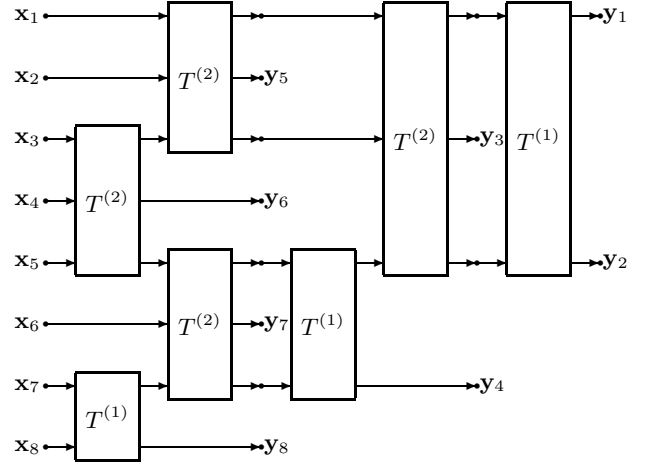 x₁ y₁
x₂ T⁽²⁾ y₅
x₃ T⁽²⁾ y₃ T⁽¹⁾
x₄ T⁽²⁾ y₆
x₅ y₂
x₆ T⁽²⁾ y₇ T⁽¹⁾
x₇ y₄
T⁽¹⁾
x₈ y₈